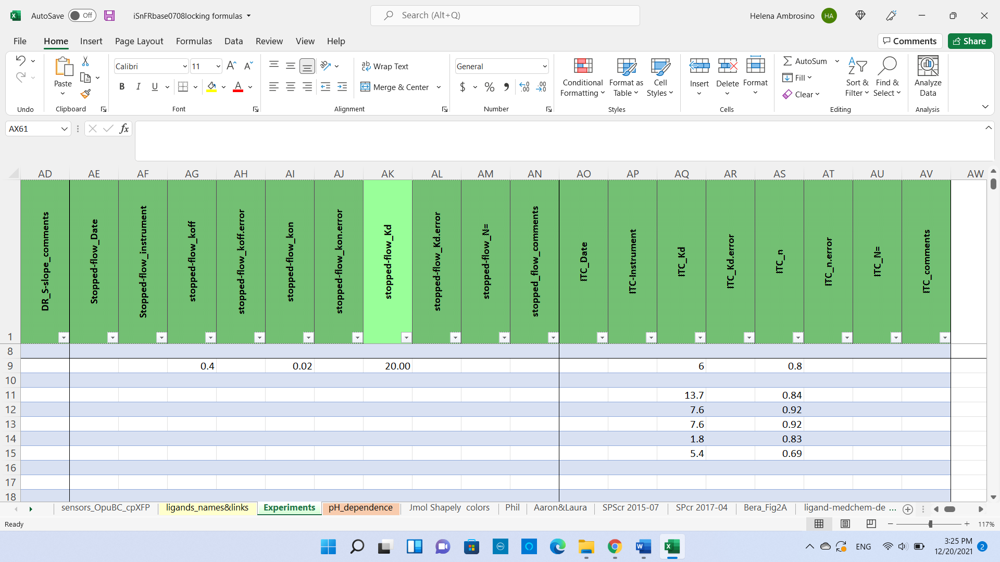 AutoSave Off iSnFRbase0708locking formulas Search (Alt+Q) Helena Ambrosino HA
File Home Insert Page Layout Formulas Data Review View Help Comments Share
Paste
Calibri 11
B I U A
Wrap Text
Merge & Center
General
$ %
Conditional Formatting
Format as Table
Cell Styles
Insert Delete Format
AutoSum
Fill
Clear
Sort & Filter
Find & Select
Analyze Data
Undo Clipboard Font Alignment Number Styles Cells Editing Analysis
AX61 fx
AD AE AF AG AH AI AJ AK AL AM AN AO AP AQ AR AS AT AU AV AW
1
DR_S-slope_comments
Stopped-flow_Date
Stopped-flow_instrument
stopped-flow_koff
stopped-flow_koff.error
stopped-flow_kon
stopped-flow_kon.error
stopped-flow_Kd
stopped-flow_Kd.error
stopped-flow_N=
stopped_flow_comments
ITC_Date
ITC-Instrument
ITC_Kd
ITC_Kd.error
ITC_n
ITC_n.error
ITC_N=
ITC_comments
8
9 0.4 0.02 20.00 6 0.8
10
11 13.7 0.84
12 7.6 0.92
13 7.6 0.92
14 1.8 0.83
15 5.4 0.69
16
17
18
sensors_OpuBC_cpXFP ligands_names&links Experiments pH_dependence Jmol Shapely colors Phil Aaron&Laura SPScr 2015-07 SPcr 2017-04 Bera_Fig2A ligand-medchem-de ...
Ready 117%
ENG 3:25 PM
12/20/2021 2